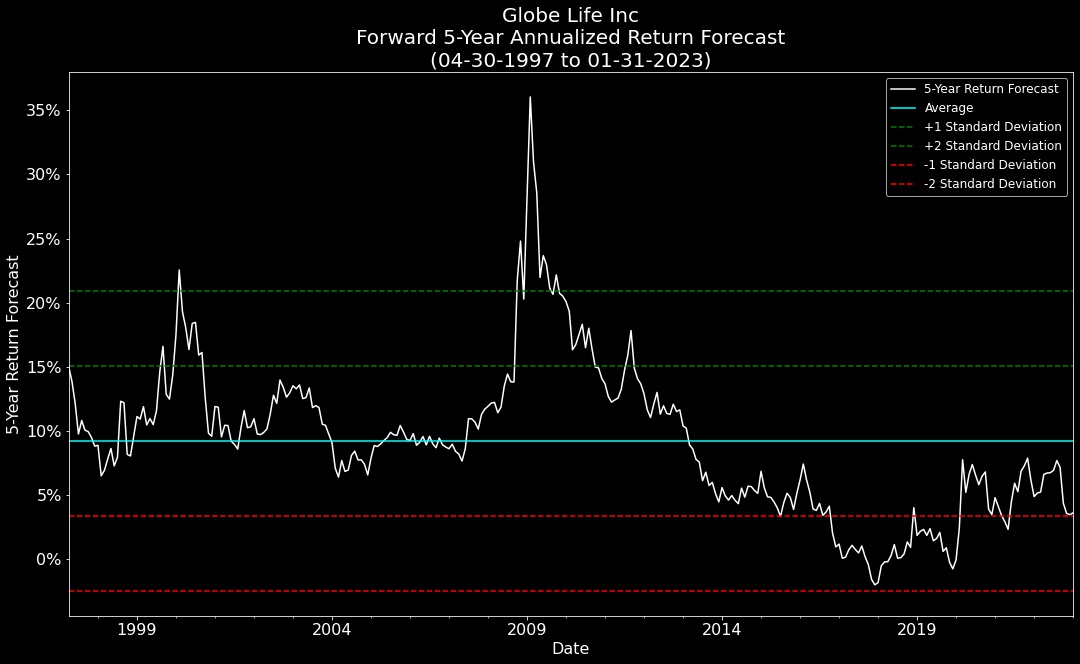 Globe Life Inc
Forward 5-Year Annualized Return Forecast
(04-30-1997 to 01-31-2023)
5-Year Return Forecast
Average
+1 Standard Deviation
+2 Standard Deviation
-1 Standard Deviation
-2 Standard Deviation
5-Year Return Forecast
35%
30%
25%
20%
15%
10%
5%
0%
1999
2004
2009
2014
2019
Date